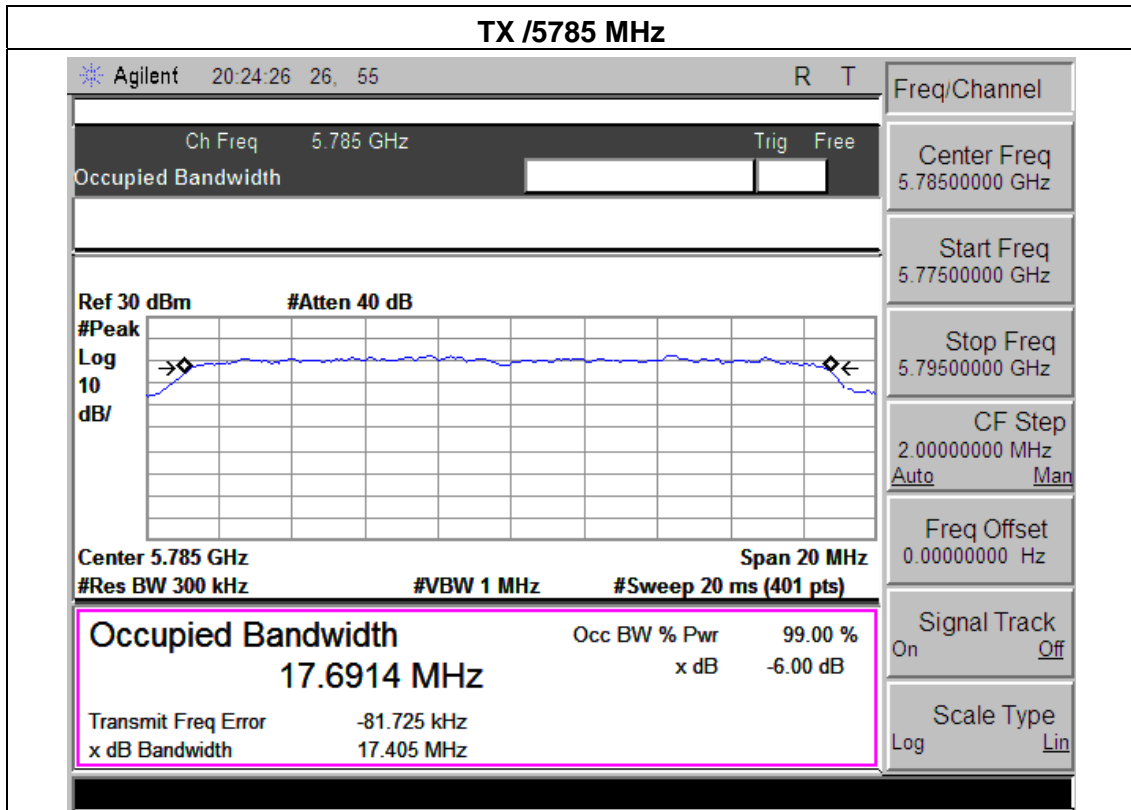 TX /5785 MHz
Agilent 20:24:26 26, 55 R T
Ch Freq 5.785 GHz Trig Free
Occupied Bandwidth
Ref 30 dBm #Atten 40 dB
#Peak
Log
10
dB/
Center 5.785 GHz Span 20 MHz
#Res BW 300 kHz #VBW 1 MHz #Sweep 20 ms (401 pts)
Occupied Bandwidth Occ BW % Pwr 99.00 %
17.6914 MHz x dB -6.00 dB
Transmit Freq Error -81.725 kHz
x dB Bandwidth 17.405 MHz
Freq/Channel
Center Freq
5.78500000 GHz
Start Freq
5.77500000 GHz
Stop Freq
5.79500000 GHz
CF Step
2.00000000 MHz
Auto Man
Freq Offset
0.00000000 Hz
Signal Track
On Off
Scale Type
Log Lin